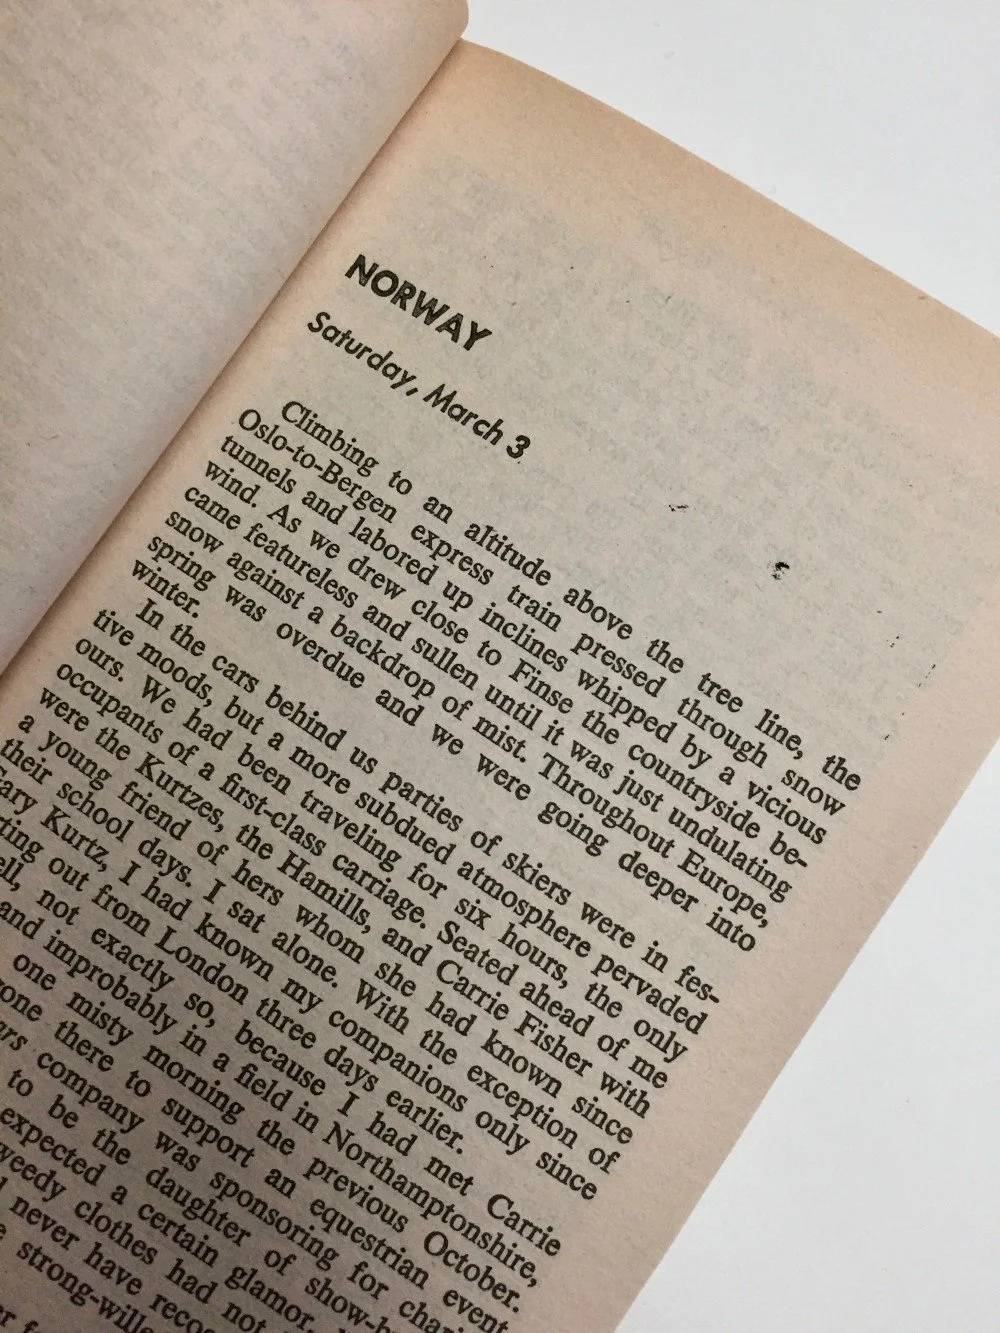 NORWAY
Saturday, March 3
Climbing to an altitude above the tree line, the
Oslo-to-Bergen express train pressed through snow
tunnels and labored up inclines whipped by a vicious
wind. As we drew close to Finse the countryside be-
came featureless and sullen until it was just undulating
snow against a backdrop of mist. Throughout Europe,
spring was overdue and we were going deeper into
winter.
In the cars behind us parties of skiers were in fes-
tive moods, but a more subdued atmosphere pervaded
ours. We had been traveling for six hours, the only
occupants of a first-class carriage. Seated ahead of me
were the Kurtzes, the Hamills, and Carrie Fisher with
a young friend of hers whom she had known since
their school days. I sat alone. With the exception of
Gary Kurtz, I had known my companions only since
out from London three days earlier.
not exactly so, because I had met Carrie
and improbably in a field in Northamptonshire,
one misty morning the previous October.
there to support an equestrian event
company was sponsoring for
to be the daughter of
expected a certain glamor.
clothes had not
never have